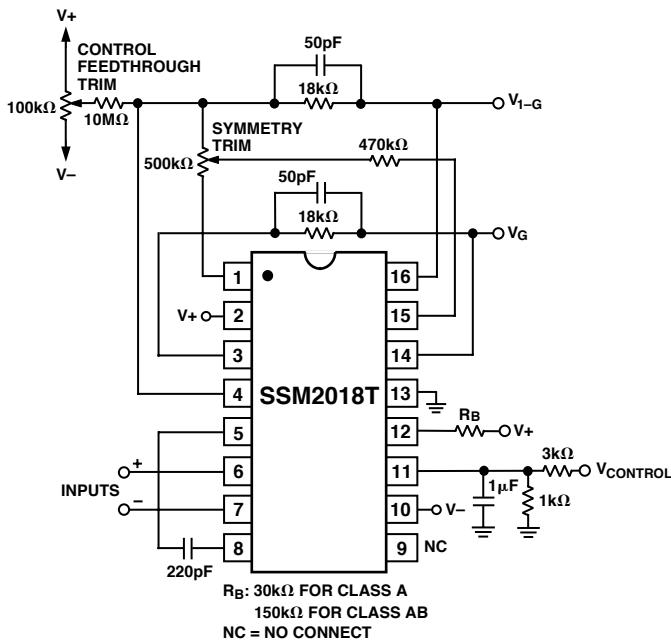 V+
CONTROL
FEEDTHROUGH
TRIM
100kΩ
10MΩ
V–
50pF
18kΩ
V1–G
SYMMETRY
TRIM
500kΩ
470kΩ
50pF
18kΩ
VG
1
16
V+
2
15
3
14
SSM2018T
4
13
5
12
RB
V+
INPUTS
+
6
11
3kΩ
VCONTROL
1µF
1kΩ
–
7
10
V–
8
9
NC
220pF
RB: 30kΩ FOR CLASS A
150kΩ FOR CLASS AB
NC = NO CONNECT